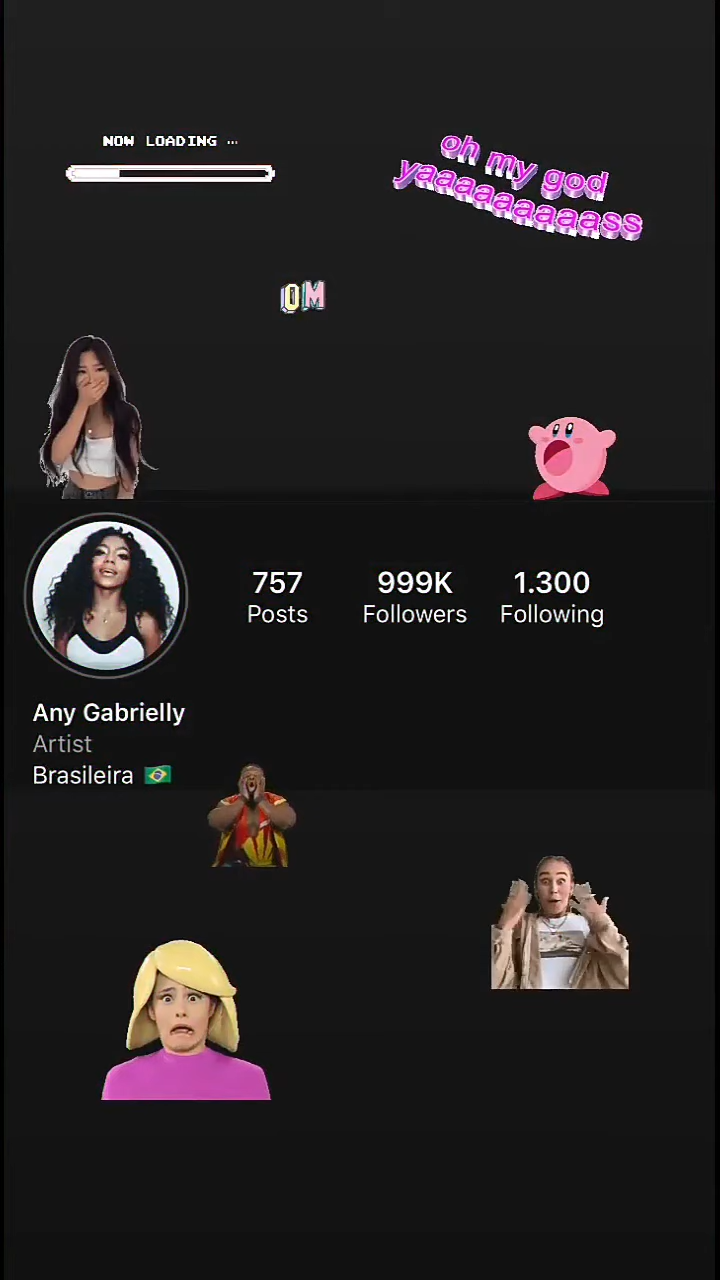 NOW LOADING ...
oh my god
yaaaaaaaaaass
OM
757 999K 1.300
Posts Followers Following
Any Gabrielly
Artist
Brasileira 🇧🇷